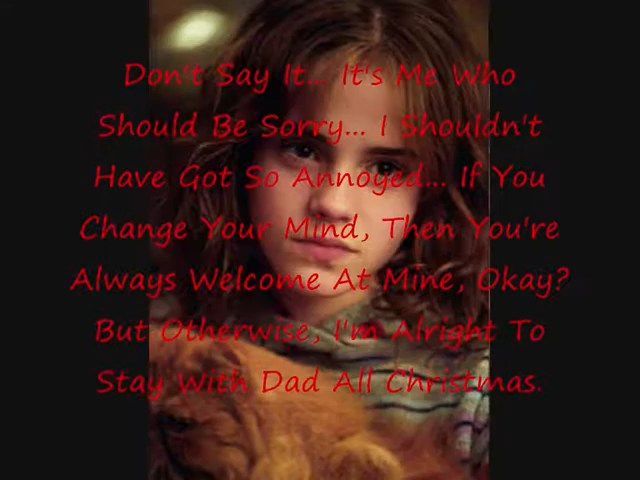 Don't Say It... It's Me Who
Should Be Sorry... I Shouldn't
Have Got So Annoyed... If You
Change Your Mind, Then You're
Always Welcome At Mine, Okay?
But Otherwise, I'm Alright To
Stay With Dad All Christmas.